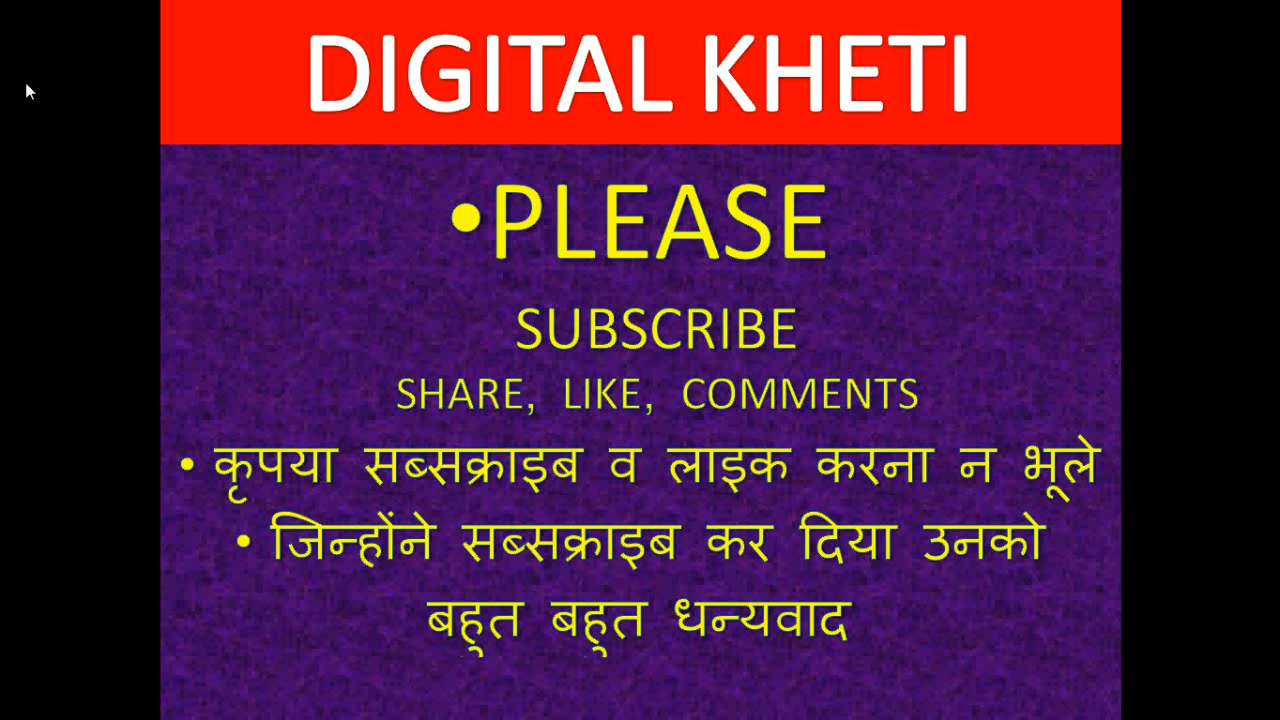 DIGITAL KHETI
•PLEASE
SUBSCRIBE
SHARE, LIKE, COMMENTS
• कृपया सब्सक्राइब व लाइक करना न भूले
• जिन्होंने सब्सक्राइब कर दिया उनको
बहुत बहुत धन्यवाद